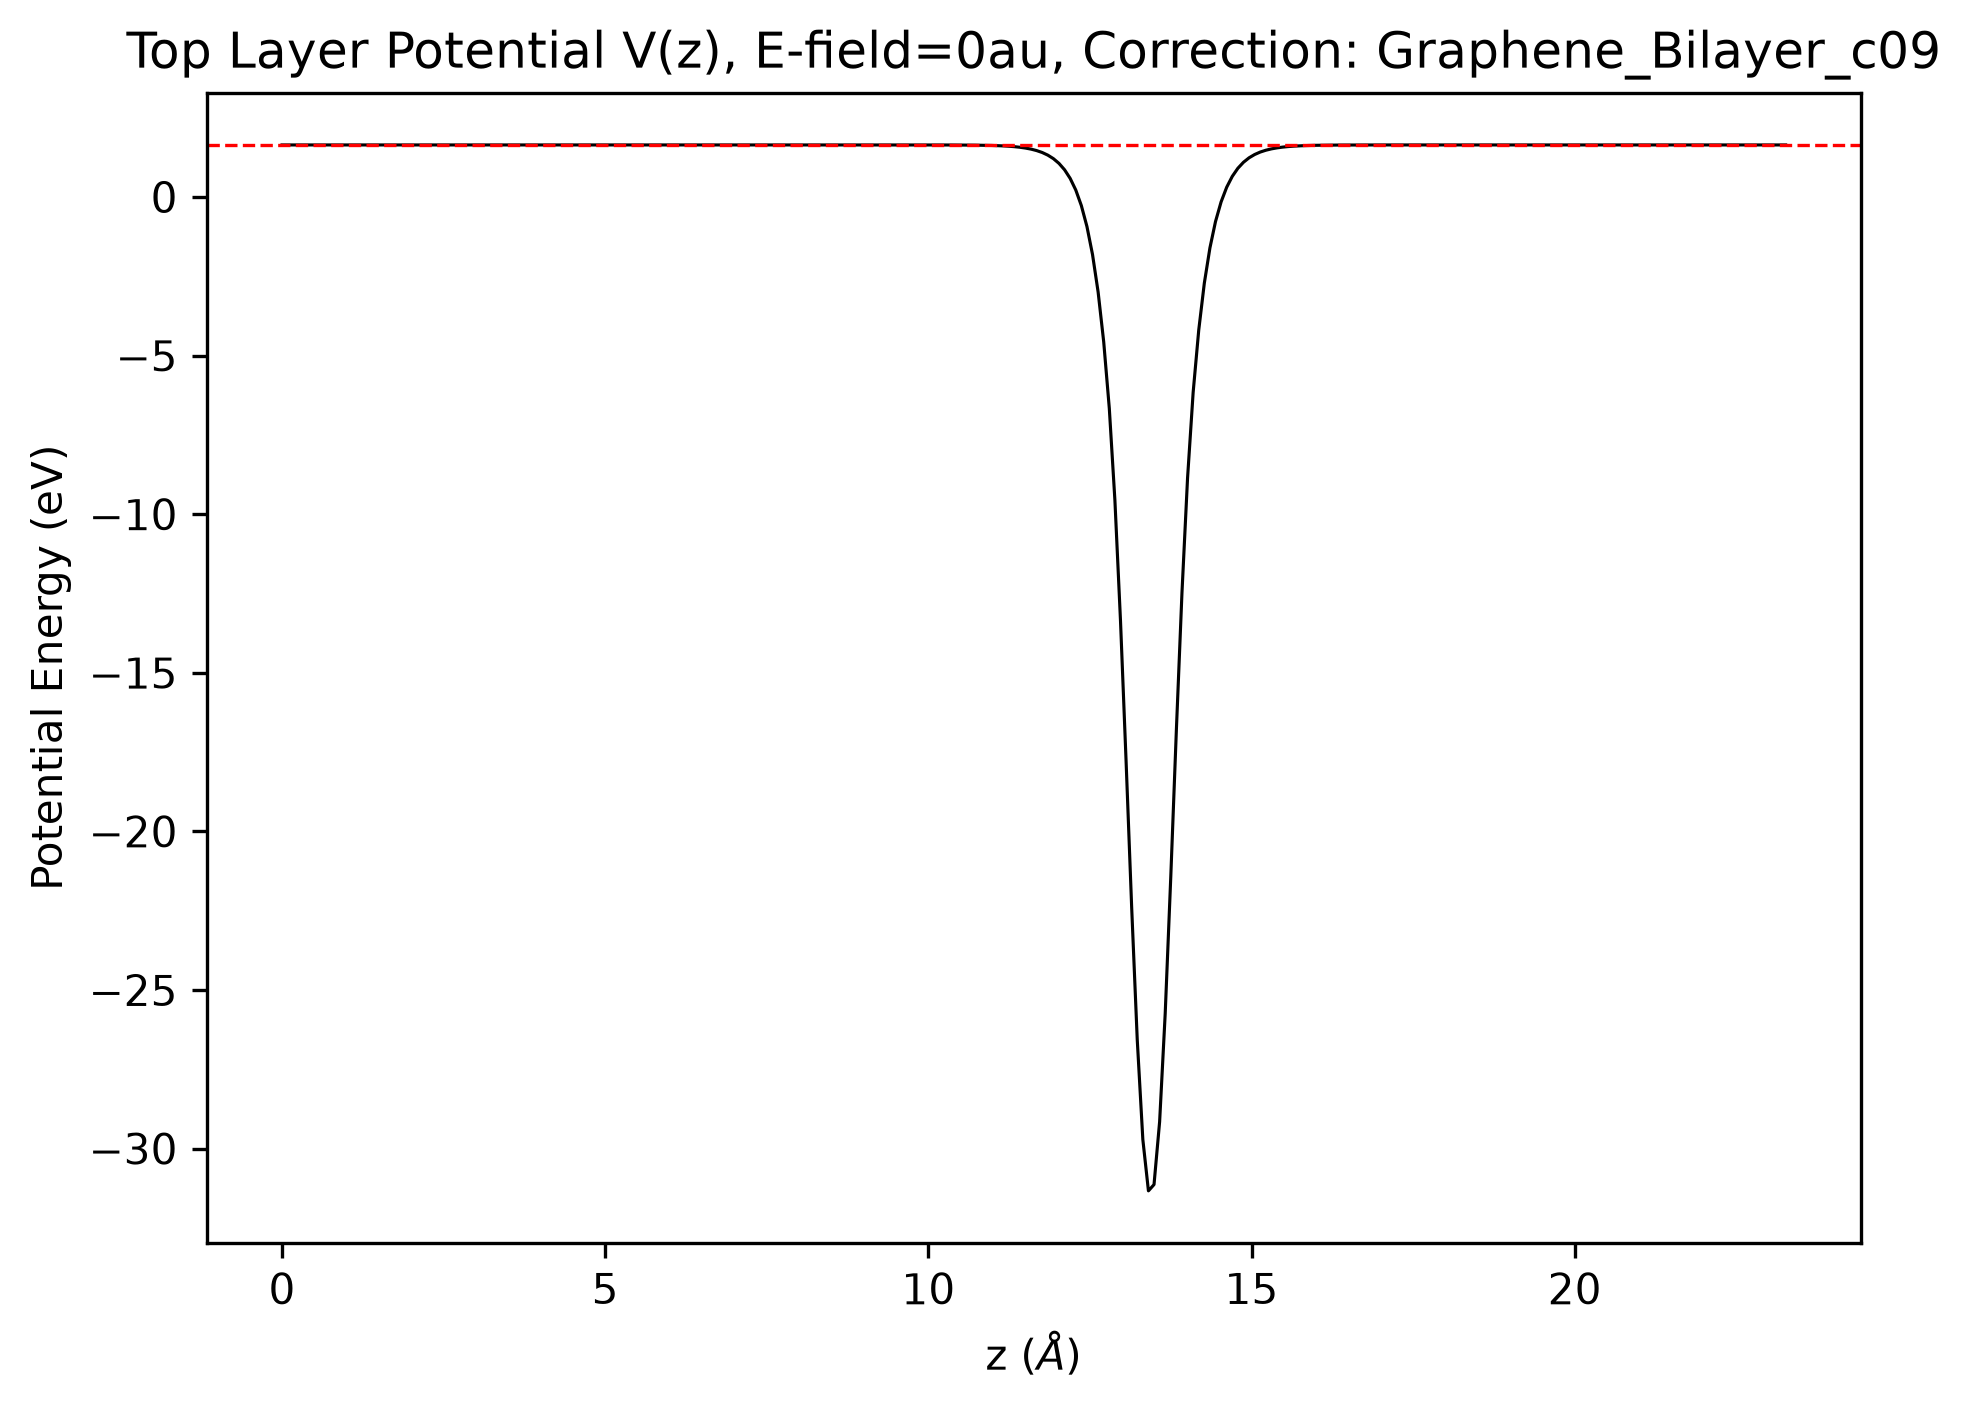 Top Layer Potential V(z), E-field=0au, Correction: Graphene_Bilayer_c09
Potential Energy (eV)
0
−5
−10
−15
−20
−25
−30
0 5 10 15 20
z (Å)